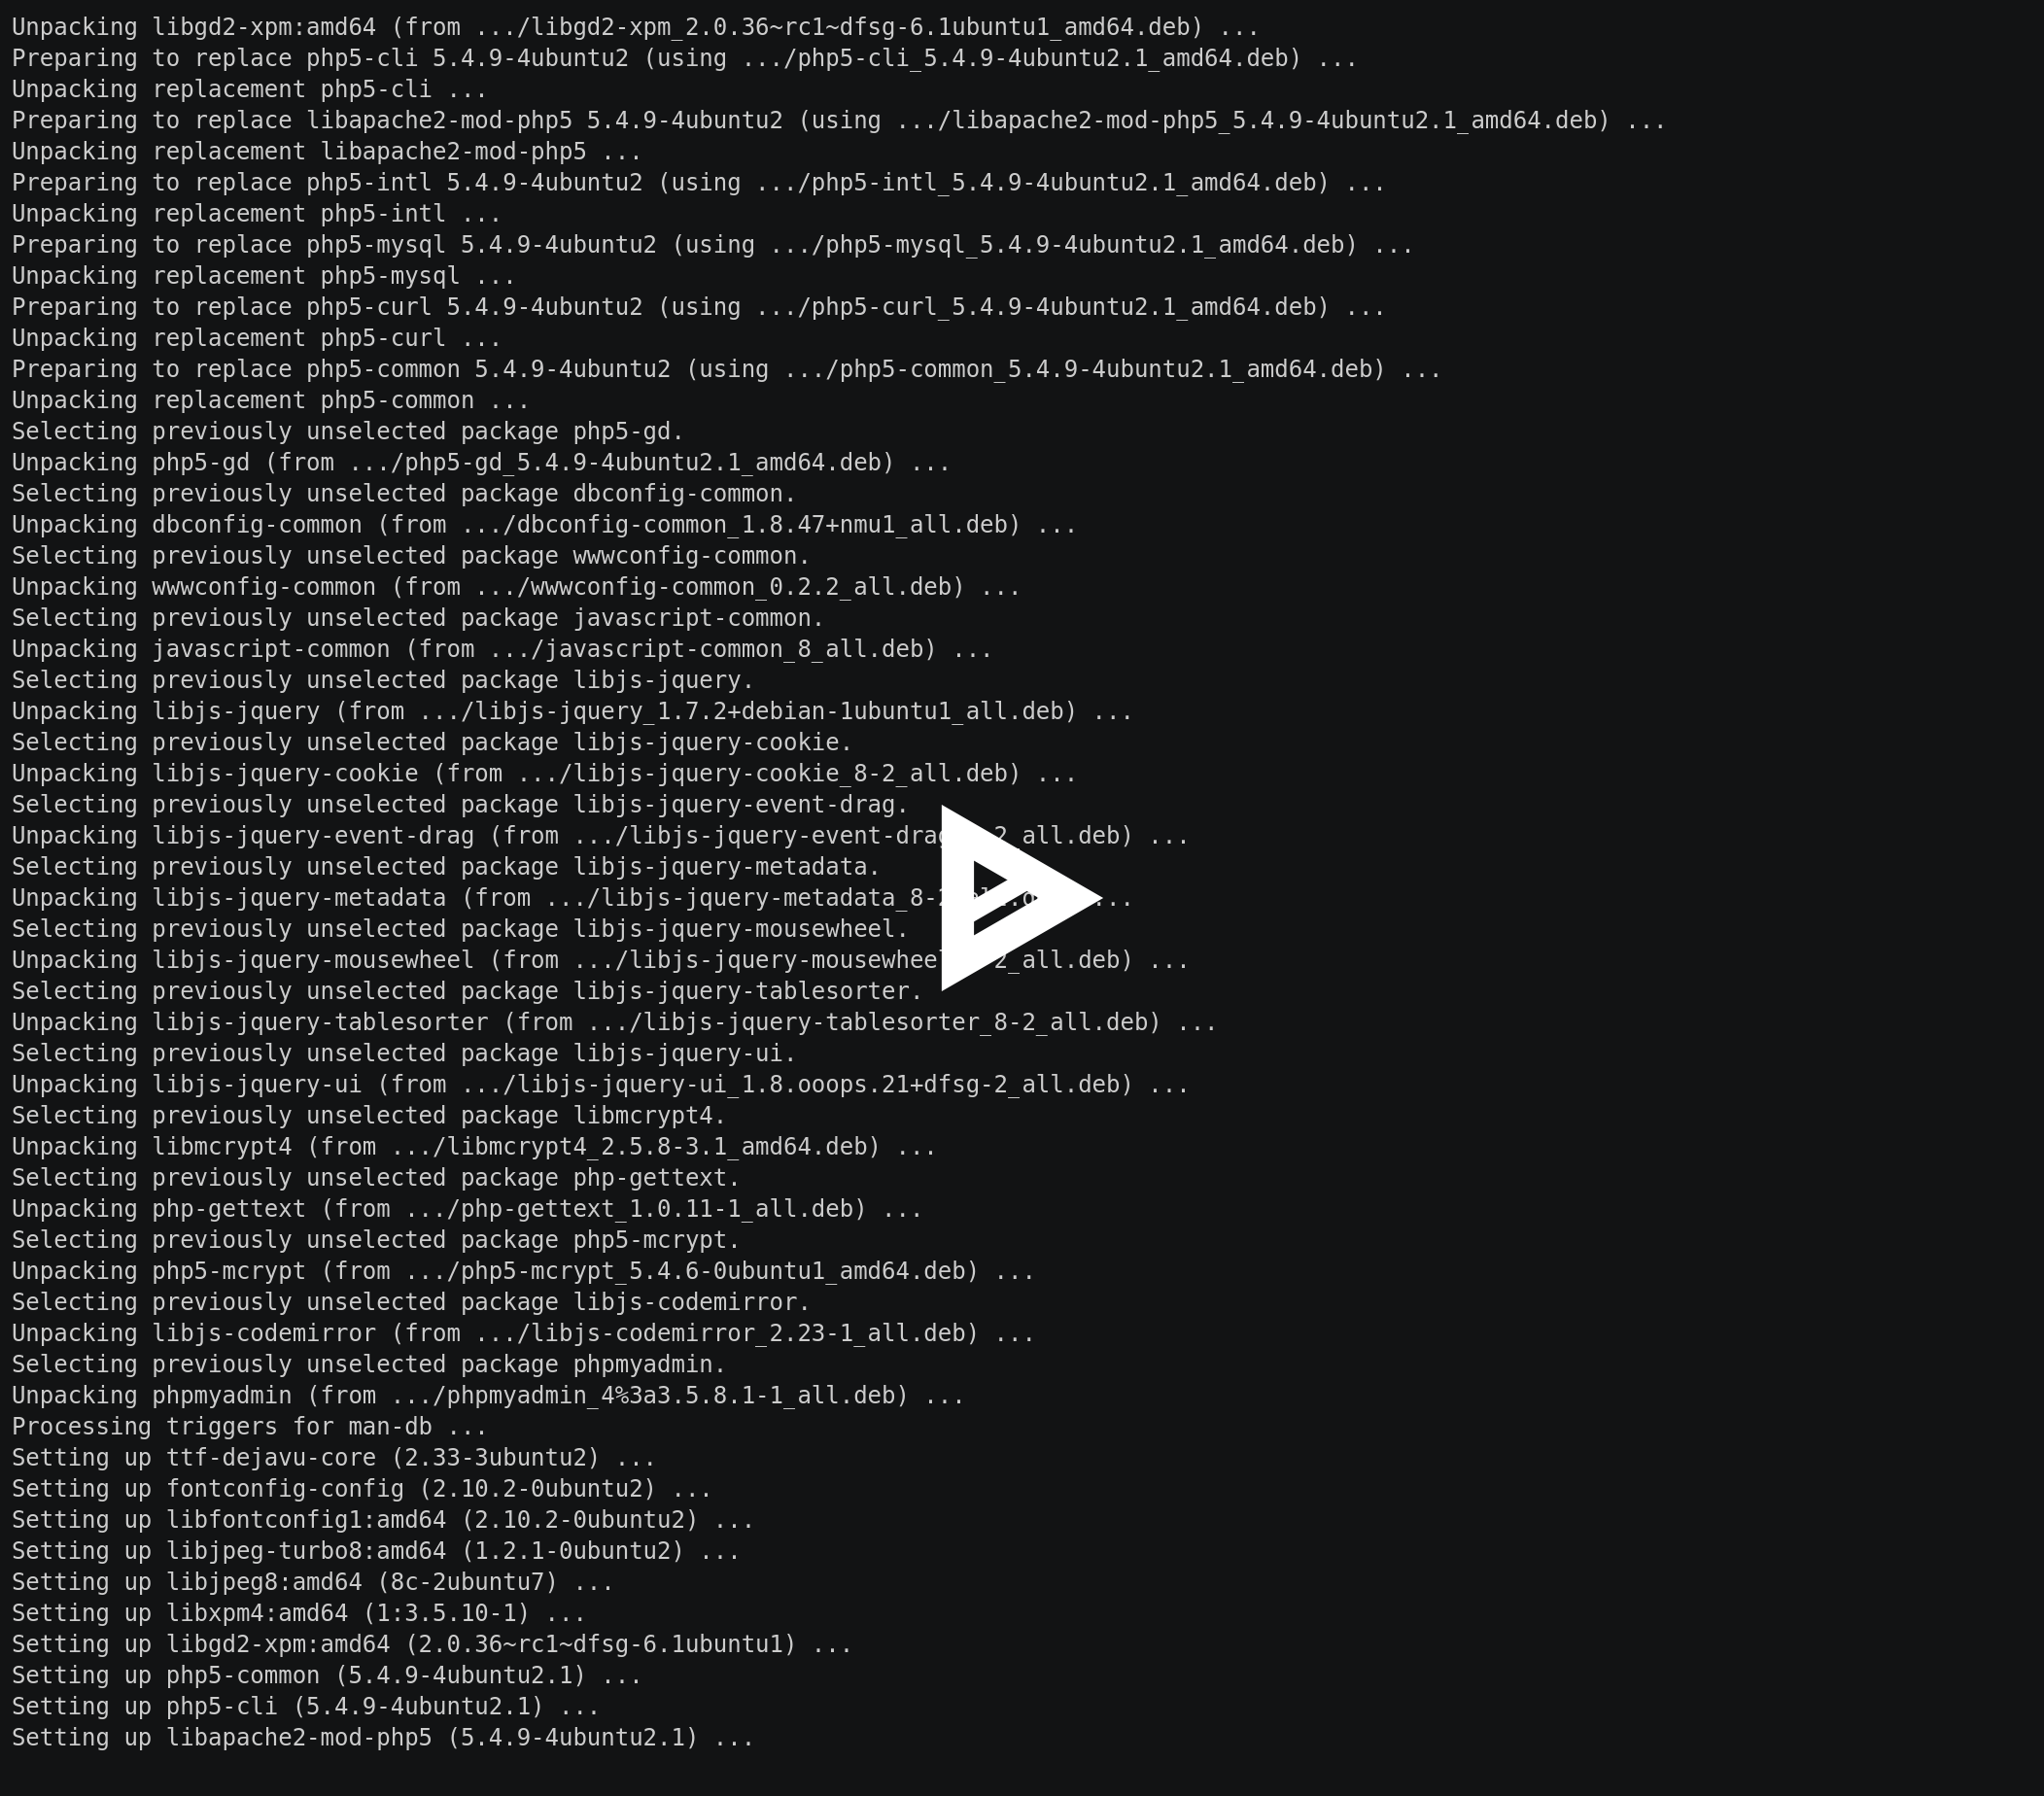 Unpacking libgd2-xpm:amd64 (from .../libgd2-xpm_2.0.36~rc1~dfsg-6.1ubuntu1_amd64.deb) ...
Preparing to replace php5-cli 5.4.9-4ubuntu2 (using .../php5-cli_5.4.9-4ubuntu2.1_amd64.deb) ...
Unpacking replacement php5-cli ...
Preparing to replace libapache2-mod-php5 5.4.9-4ubuntu2 (using .../libapache2-mod-php5_5.4.9-4ubuntu2.1_amd64.deb) ...
Unpacking replacement libapache2-mod-php5 ...
Preparing to replace php5-intl 5.4.9-4ubuntu2 (using .../php5-intl_5.4.9-4ubuntu2.1_amd64.deb) ...
Unpacking replacement php5-intl ...
Preparing to replace php5-mysql 5.4.9-4ubuntu2 (using .../php5-mysql_5.4.9-4ubuntu2.1_amd64.deb) ...
Unpacking replacement php5-mysql ...
Preparing to replace php5-curl 5.4.9-4ubuntu2 (using .../php5-curl_5.4.9-4ubuntu2.1_amd64.deb) ...
Unpacking replacement php5-curl ...
Preparing to replace php5-common 5.4.9-4ubuntu2 (using .../php5-common_5.4.9-4ubuntu2.1_amd64.deb) ...
Unpacking replacement php5-common ...
Selecting previously unselected package php5-gd.
Unpacking php5-gd (from .../php5-gd_5.4.9-4ubuntu2.1_amd64.deb) ...
Selecting previously unselected package dbconfig-common.
Unpacking dbconfig-common (from .../dbconfig-common_1.8.47+nmu1_all.deb) ...
Selecting previously unselected package wwwconfig-common.
Unpacking wwwconfig-common (from .../wwwconfig-common_0.2.2_all.deb) ...
Selecting previously unselected package javascript-common.
Unpacking javascript-common (from .../javascript-common_8_all.deb) ...
Selecting previously unselected package libjs-jquery.
Unpacking libjs-jquery (from .../libjs-jquery_1.7.2+debian-1ubuntu1_all.deb) ...
Selecting previously unselected package libjs-jquery-cookie.
Unpacking libjs-jquery-cookie (from .../libjs-jquery-cookie_8-2_all.deb) ...
Selecting previously unselected package libjs-jquery-event-drag.
Unpacking libjs-jquery-event-drag (from ...
Selecting previously unselected package libjs-jquery-metadata.
Unpacking libjs-jquery-metadata (from ...
Selecting previously unselected package libjs-jquery-mousewheel.
Unpacking libjs-jquery-mousewheel (from ...
Selecting previously unselected package libjs-jquery-tablesorter.
Unpacking libjs-jquery-tablesorter (from .../libjs-jquery-tablesorter_8-2_all.deb) ...
Selecting previously unselected package libjs-jquery-ui.
Unpacking libjs-jquery-ui (from .../libjs-jquery-ui_1.8.ooops.21+dfsg-2_all.deb) ...
Selecting previously unselected package libmcrypt4.
Unpacking libmcrypt4 (from .../libmcrypt4_2.5.8-3.1_amd64.deb) ...
Selecting previously unselected package php-gettext.
Unpacking php-gettext (from .../php-gettext_1.0.11-1_all.deb) ...
Selecting previously unselected package php5-mcrypt.
Unpacking php5-mcrypt (from .../php5-mcrypt_5.4.6-0ubuntu1_amd64.deb) ...
Selecting previously unselected package libjs-codemirror.
Unpacking libjs-codemirror (from .../libjs-codemirror_2.23-1_all.deb) ...
Selecting previously unselected package phpmyadmin.
Unpacking phpmyadmin (from .../phpmyadmin_4%3a3.5.8.1-1_all.deb) ...
Processing triggers for man-db ...
Setting up ttf-dejavu-core (2.33-3ubuntu2) ...
Setting up fontconfig-config (2.10.2-0ubuntu2) ...
Setting up libfontconfig1:amd64 (2.10.2-0ubuntu2) ...
Setting up libjpeg-turbo8:amd64 (1.2.1-0ubuntu2) ...
Setting up libjpeg8:amd64 (8c-2ubuntu7) ...
Setting up libxpm4:amd64 (1:3.5.10-1) ...
Setting up libgd2-xpm:amd64 (2.0.36~rc1~dfsg-6.1ubuntu1) ...
Setting up php5-common (5.4.9-4ubuntu2.1) ...
Setting up php5-cli (5.4.9-4ubuntu2.1) ...
Setting up libapache2-mod-php5 (5.4.9-4ubuntu2.1) ...